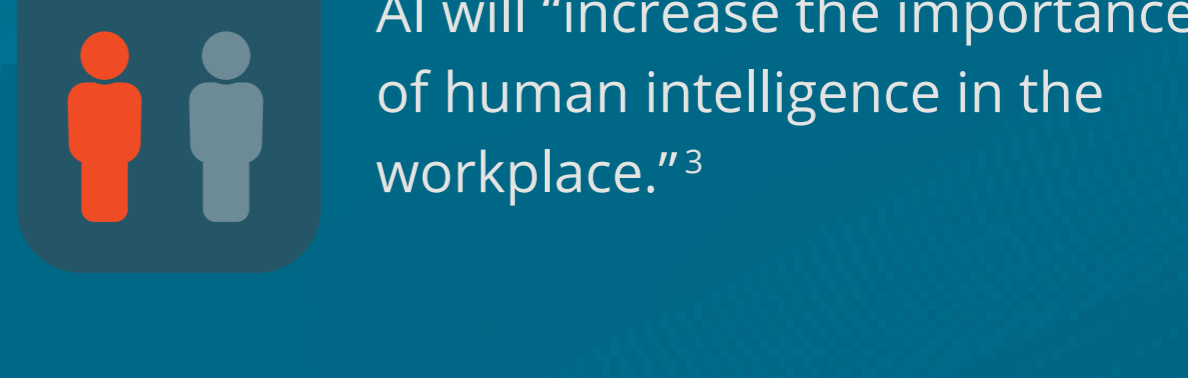 AI will “increase the importance
of human intelligence in the
workplace.” 3